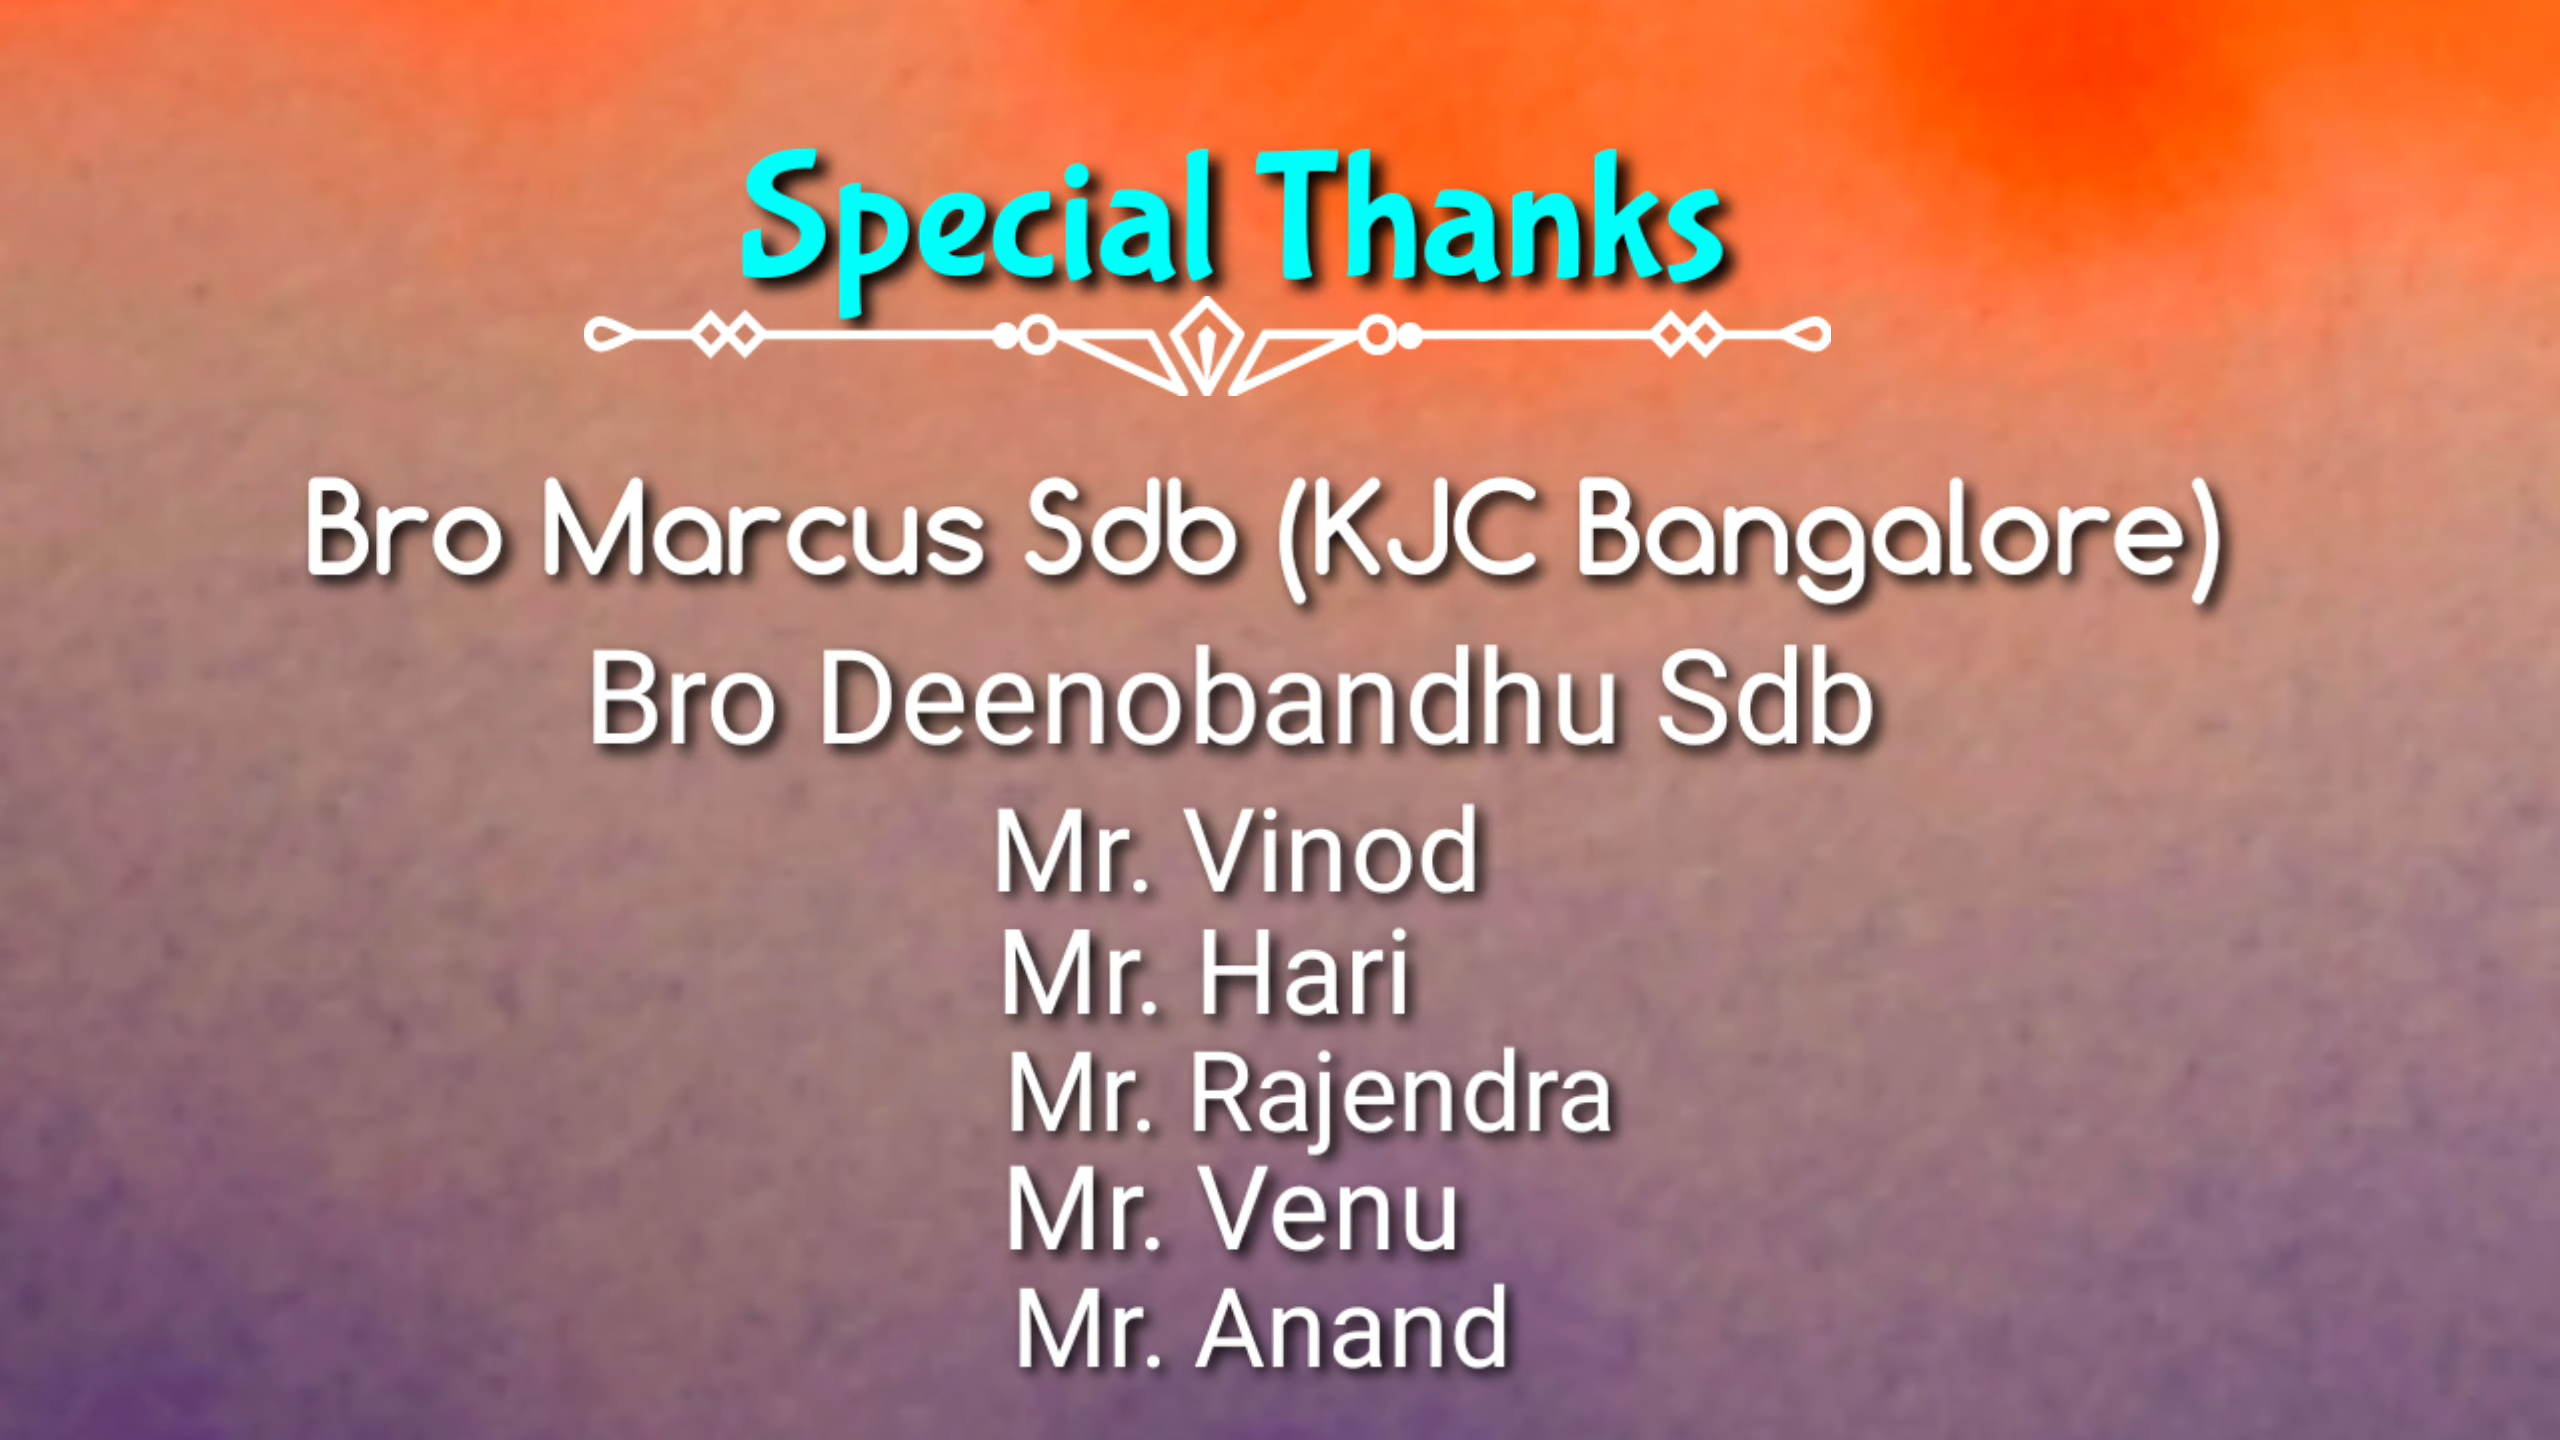 Special Thanks
Bro Marcus Sdb (KJC Bangalore)
Bro Deenobandhu Sdb
Mr. Vinod
Mr. Hari
Mr. Rajendra
Mr. Venu
Mr. Anand